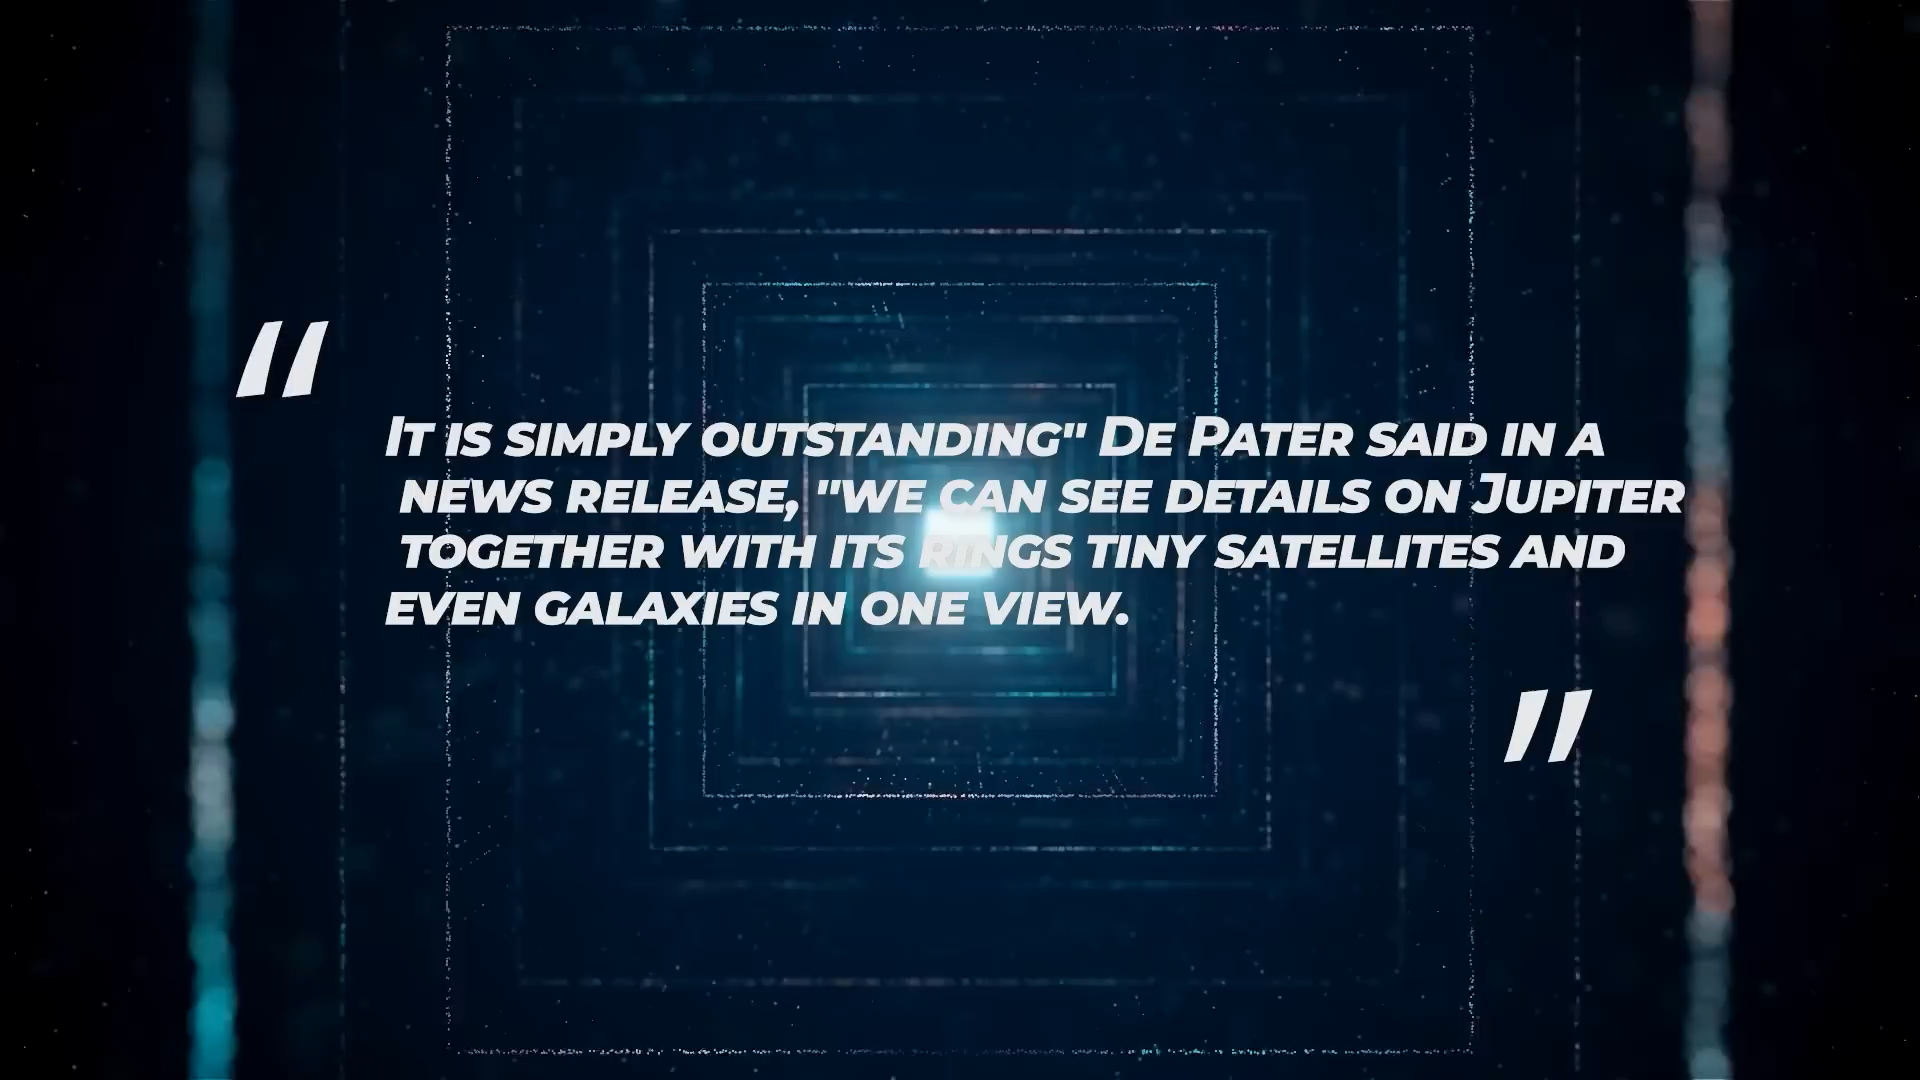 “
It is simply outstanding" De Pater said in a
news release, "we can see details on Jupiter
together with its rings tiny satellites and
even galaxies in one view.
”